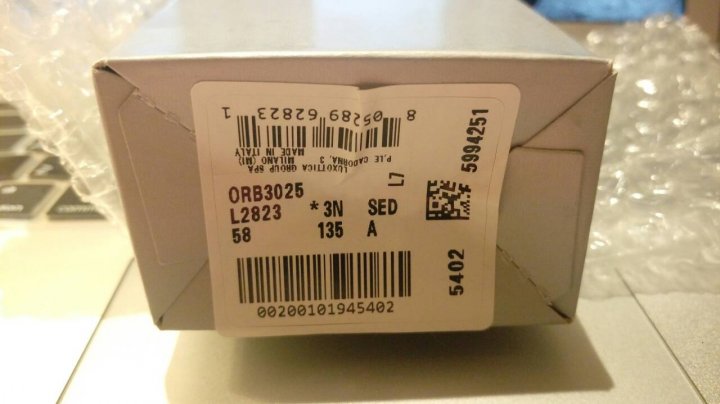 8 05289 62823 1
LUXOTTICA GROUP SPA
P.LE CADORNA, 3 MILANO (MI)
MADE IN ITALY
L7
0RB3025
L2823 *3N SED
58 135 A
00200101945402
5994251
5402